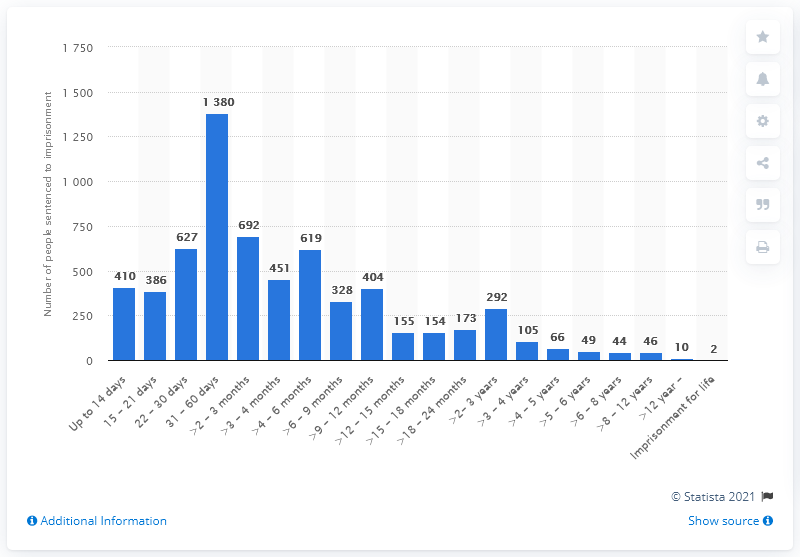 1 750
1 500
1 250
1 000
750
500
250
0
Number of people sentenced to imprisonment
410
386
627
1 380
692
451
619
328
404
155
154
173
292
105
66
49
44
46
10
2
Up to 14 days
15 – 21 days
22 – 30 days
31 – 60 days
>2 – 3 months
>3 – 4 months
>4 – 6 months
>6 – 9 months
>9 – 12 months
>12 – 15 months
>15 – 18 months
>18 – 24 months
>2– 3 years
>3 – 4 years
>4 – 5 years
>5 – 6 years
>6 – 8 years
>8 – 12 years
>12 year –
Imprisonment for life
© Statista 2021
Additional Information
Show source